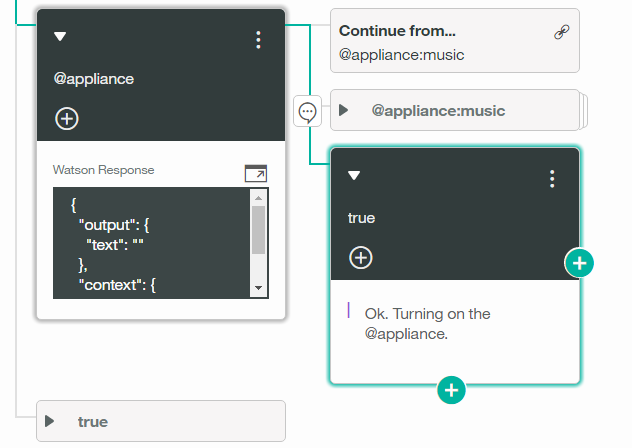 @appliance
Watson Response
{
"output": {
"text": ""
},
"context": {
true
Continue from...
@appliance:music
@appliance:music
true
Ok. Turning on the
@appliance.